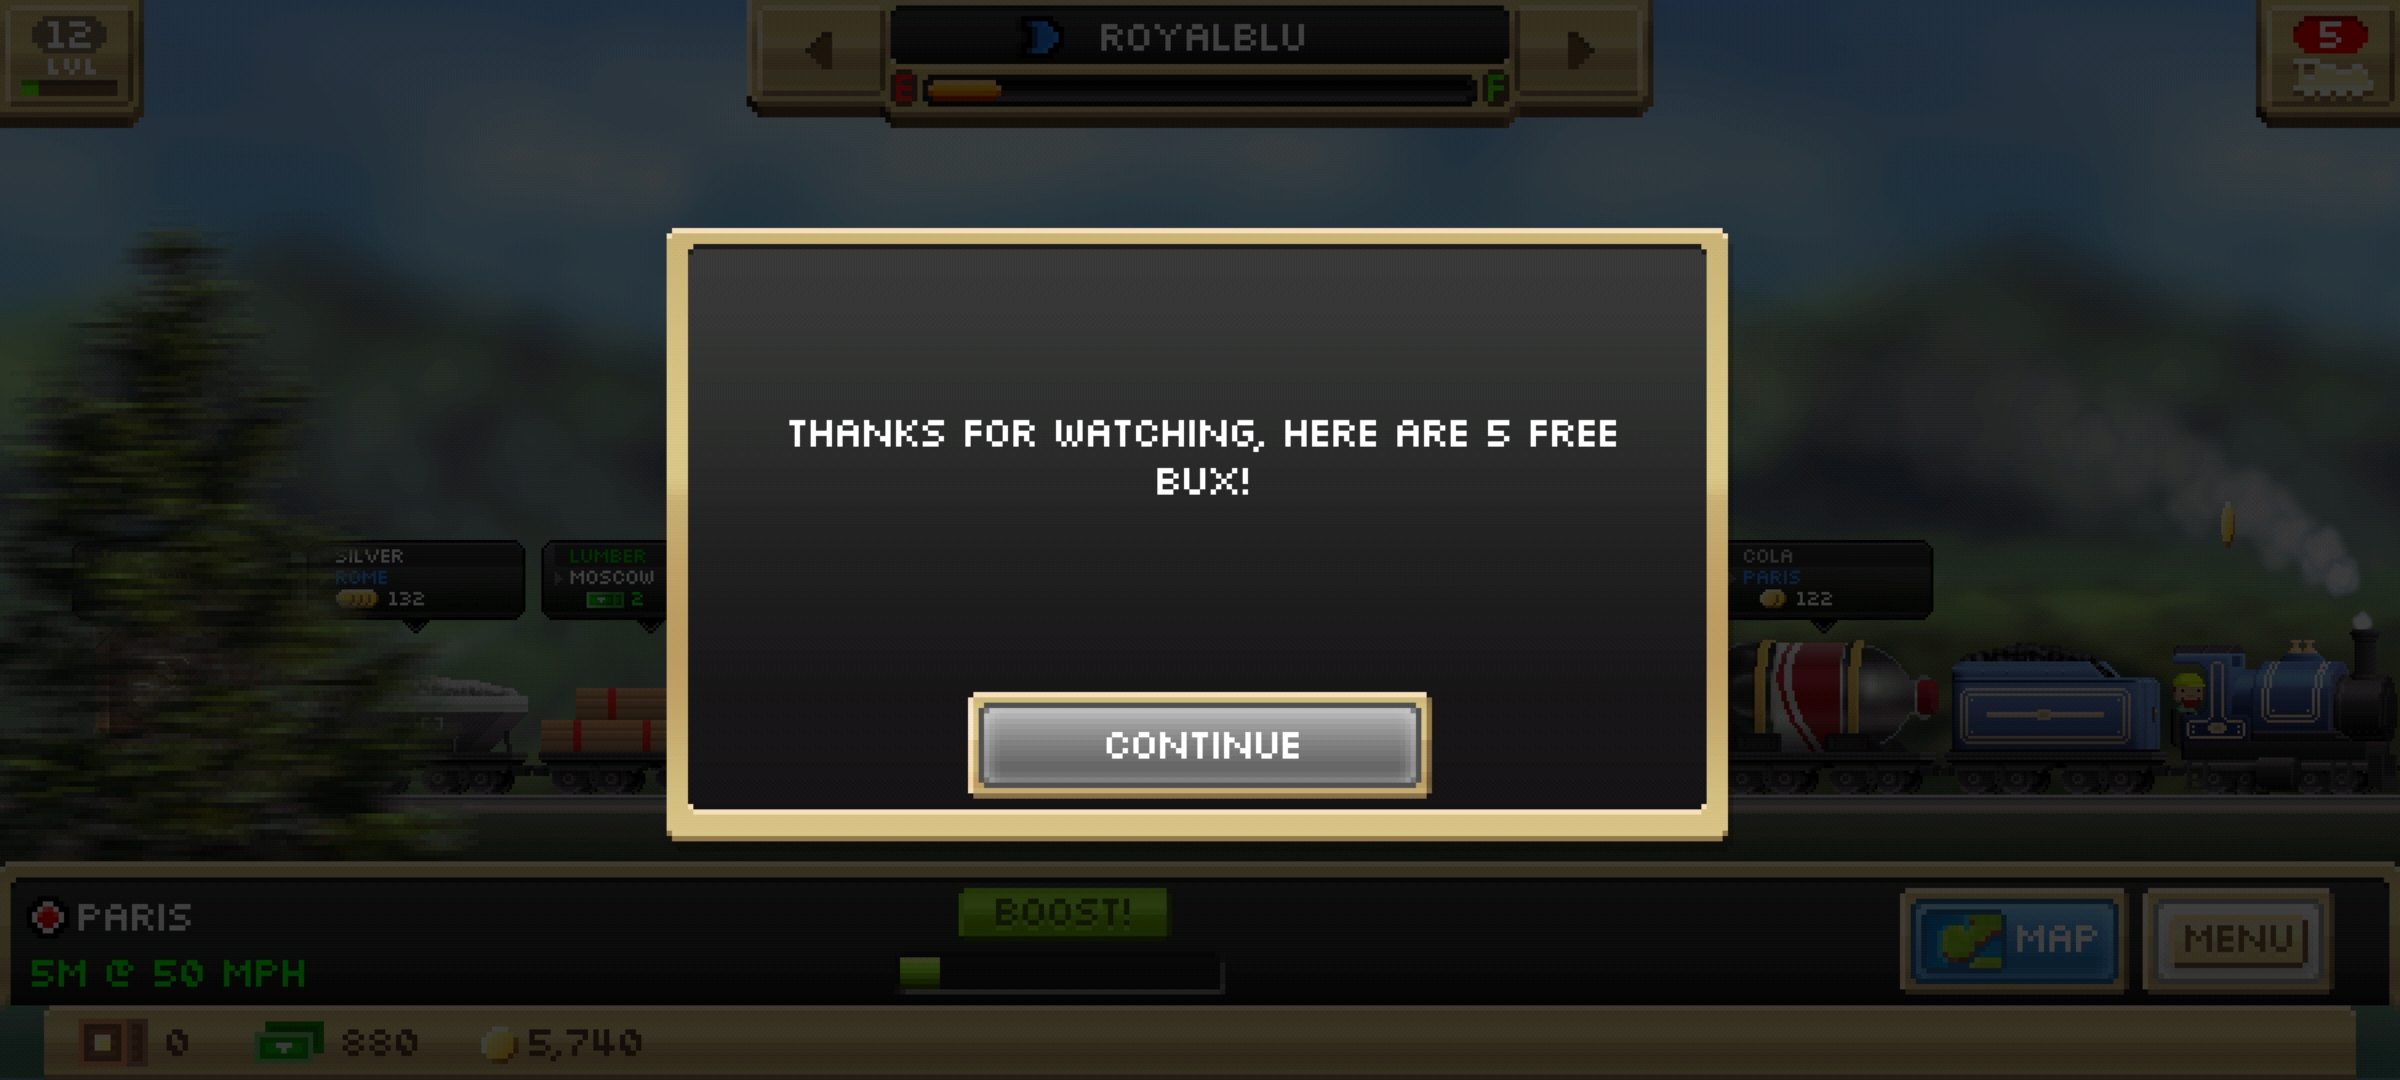 12
LVL
ROYALBLU
E F
5
THANKS FOR WATCHING, HERE ARE 5 FREE
BUX!
SILVER
ROME
132
LUMBER
MOSCOW
2
COLA
PARIS
122
CONTINUE
PARIS
5M @ 50 MPH
BOOST!
MAP
MENU
0 880 5,740